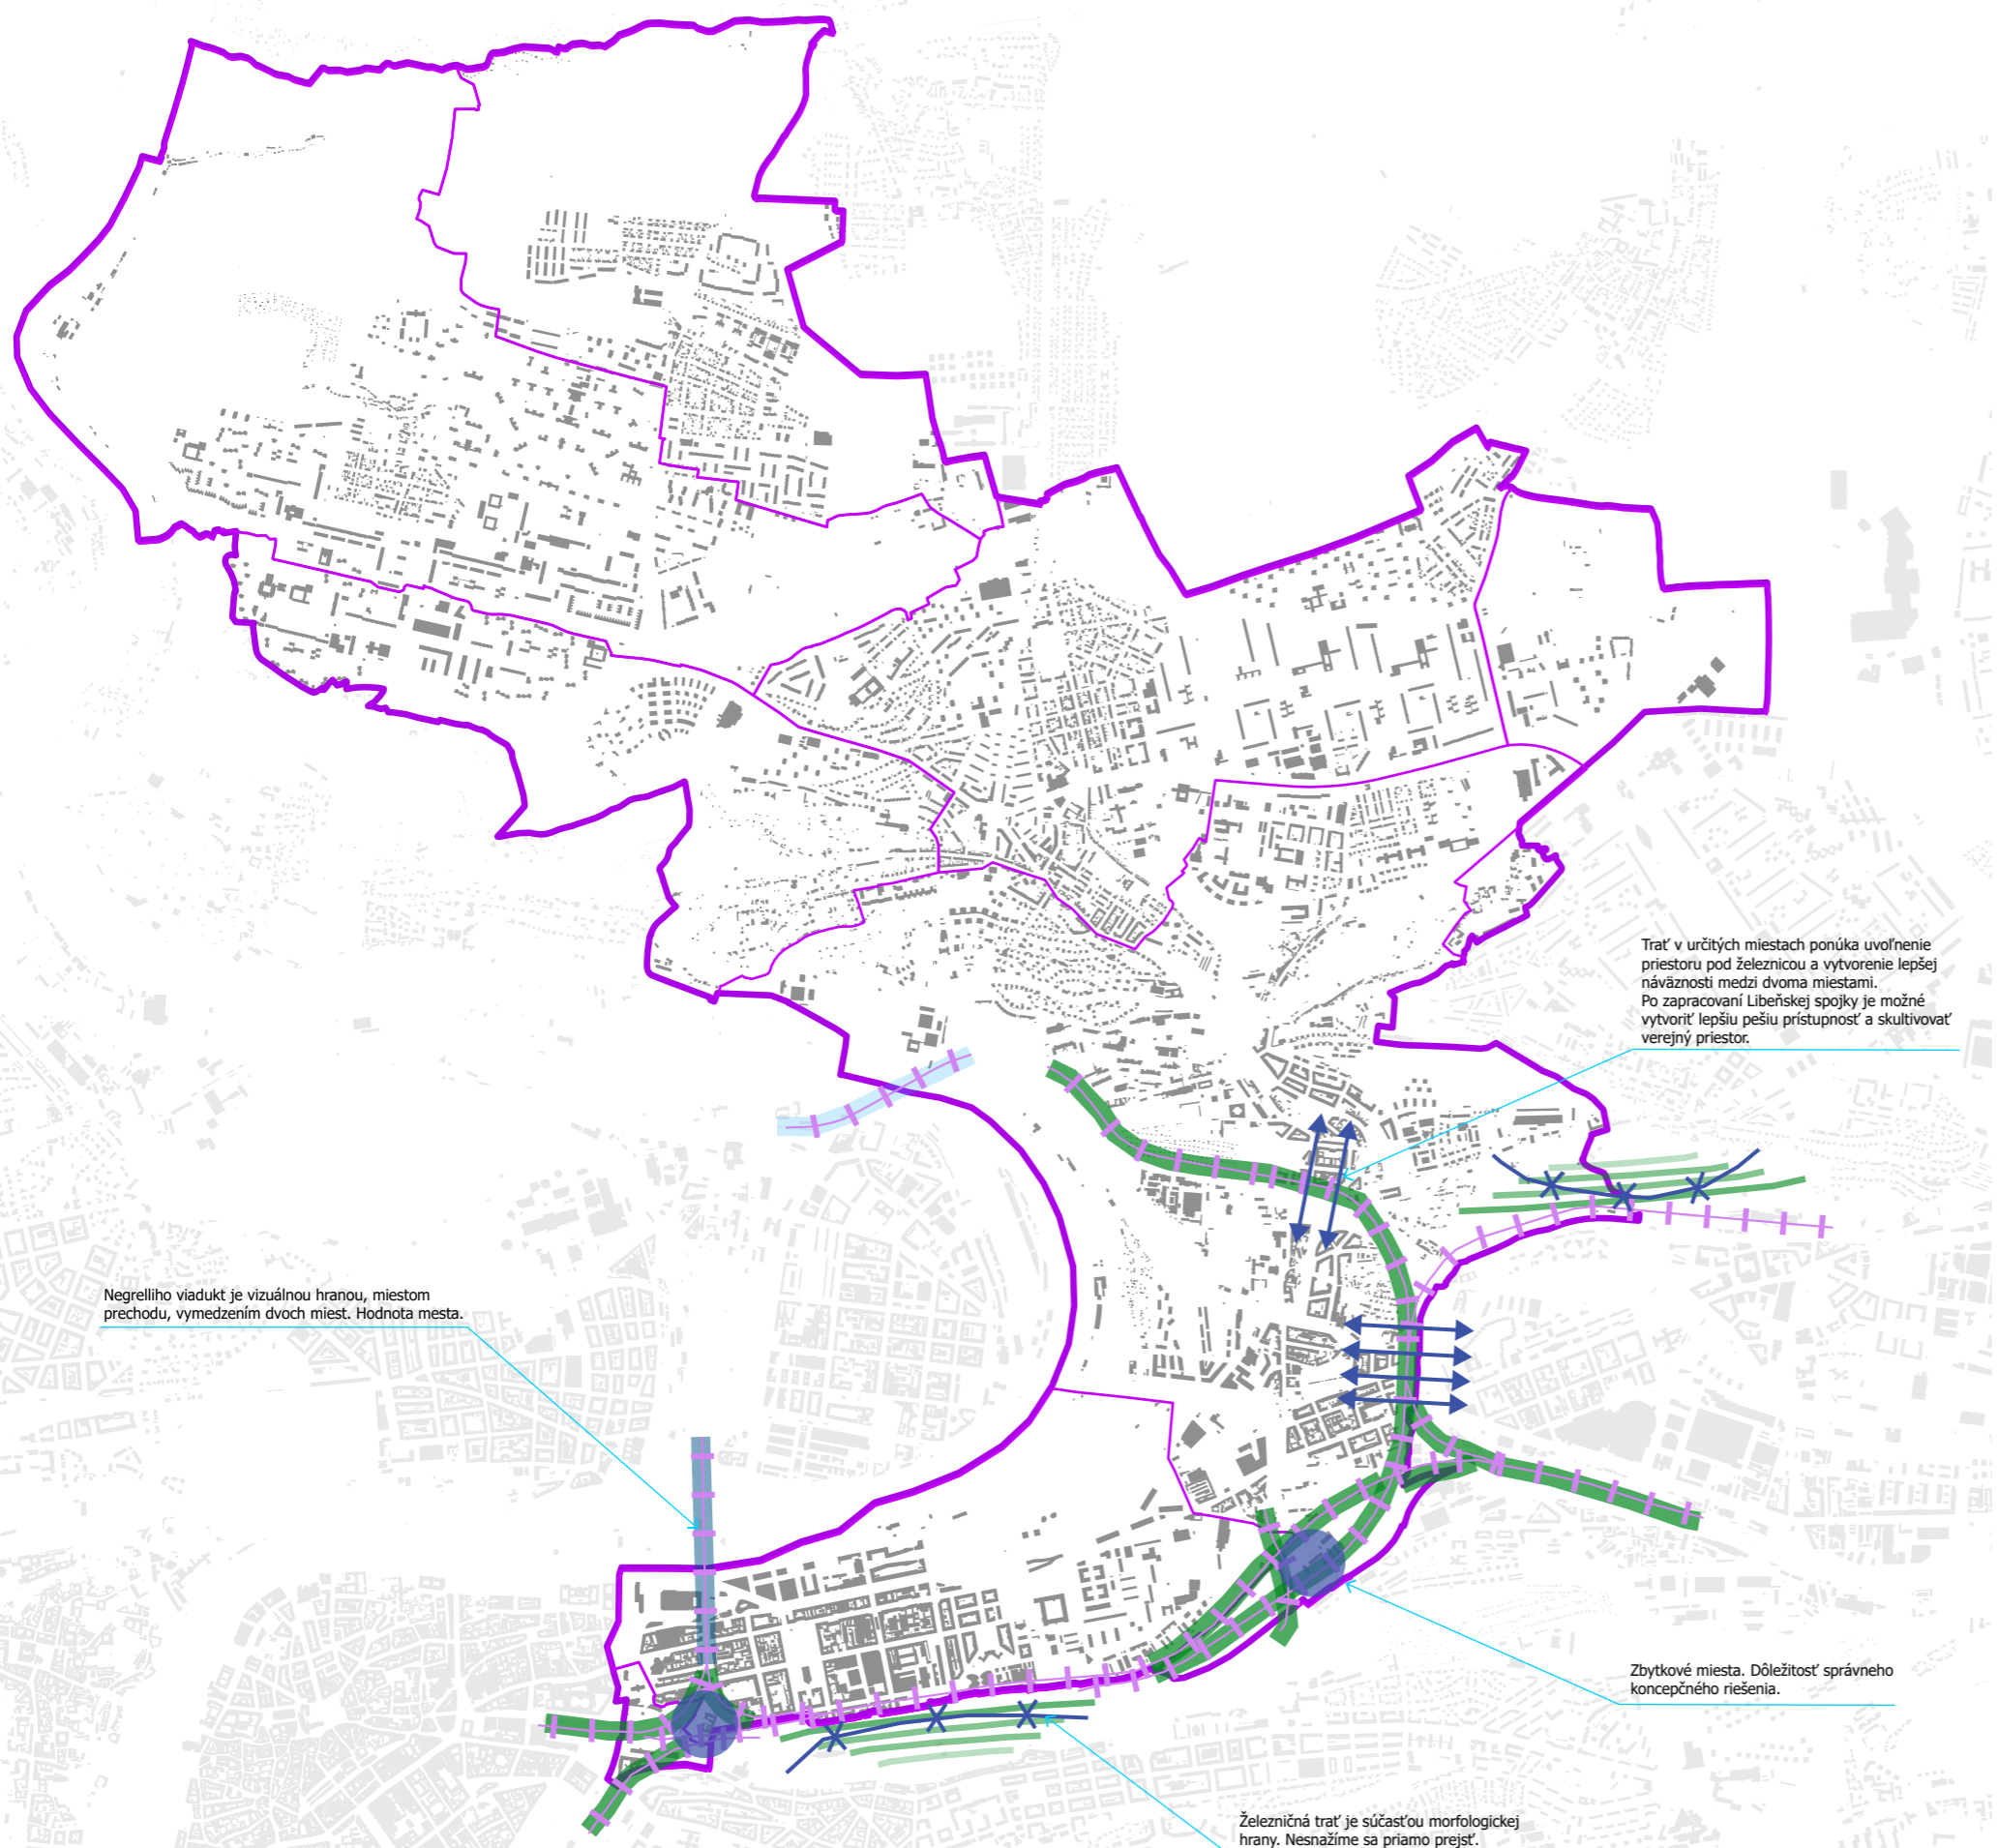 Trať v určitých miestach ponúka uvoľnenie
priestoru pod železnicou a vytvorenie lepšej
náväznosti medzi dvoma miestami.
Po zapracovaní Libeňskej spojky je možné
vytvoriť lepšiu pešiu prístupnosť a skultivovať
verejný priestor.
Negrelliho viadukt je vizuálnou hranou, miestom
prechodu, vymedzením dvoch miest. Hodnota mesta.
Zbytkové miesta. Dôležitosť správneho
koncepčného riešenia.
Železničná trať je súčasťou morfologickej
hrany. Nesnažíme sa priamo prejsť.